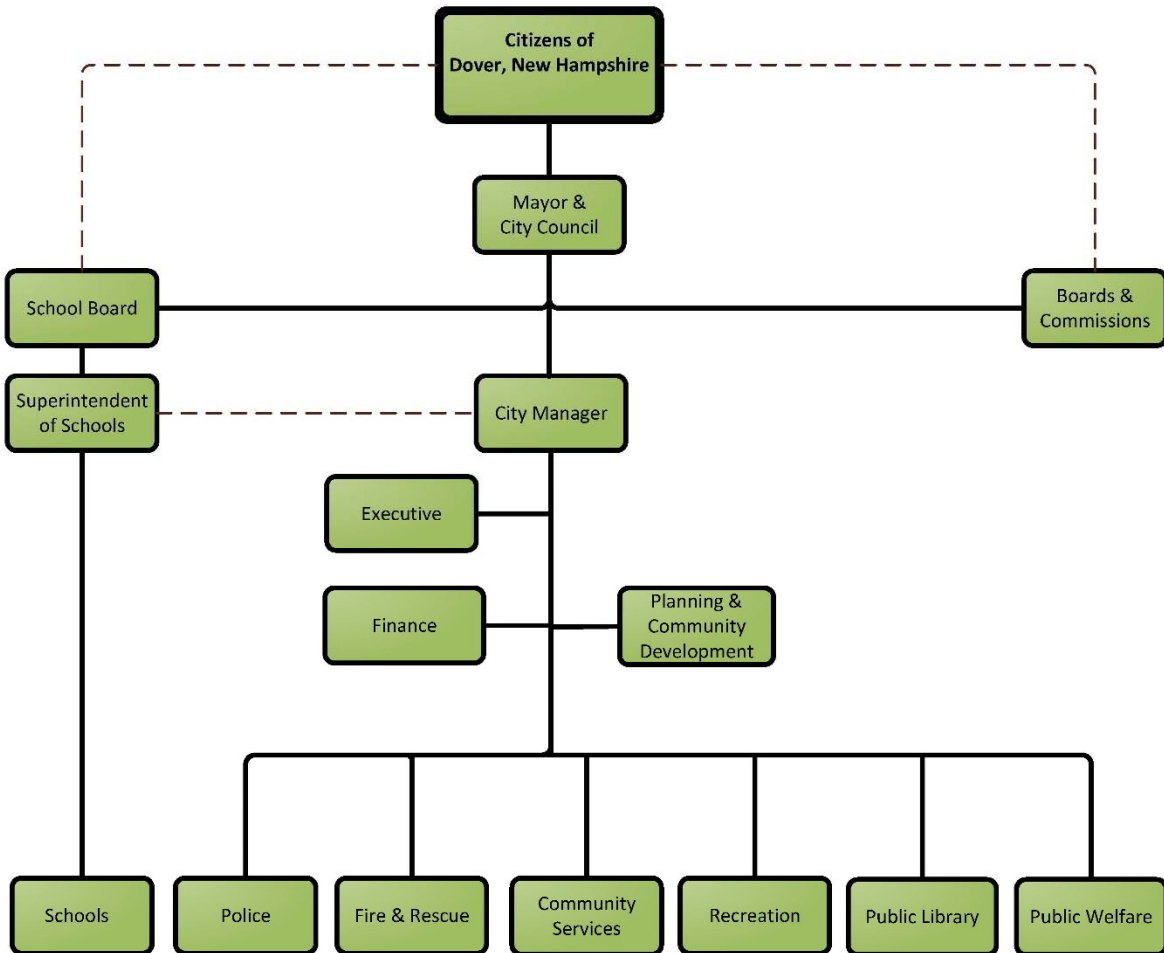 Citizens of
Dover, New Hampshire
Mayor &
City Council
School Board
Boards &
Commissions
Superintendent
of Schools
City Manager
Executive
Finance
Planning &
Community
Development
Schools
Police
Fire & Rescue
Community
Services
Recreation
Public Library
Public Welfare